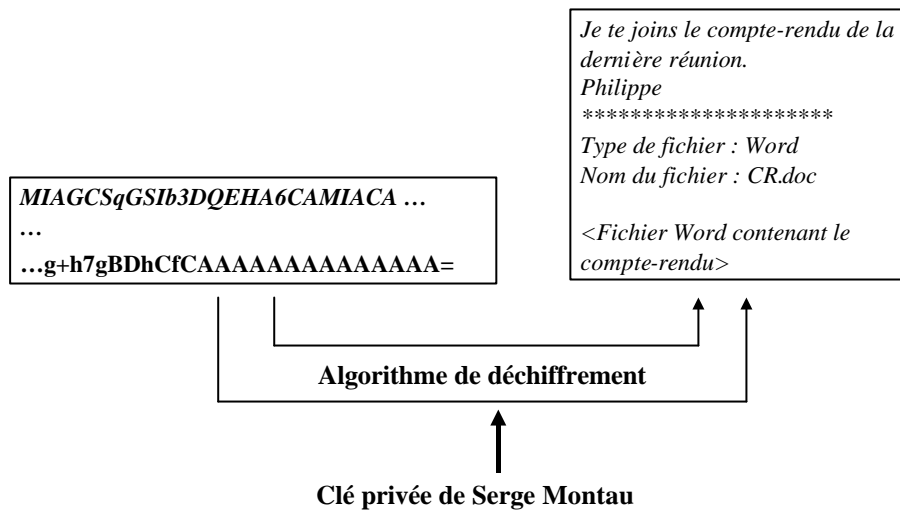 Je te joins le compte-rendu de la
dernière réunion.
Philippe
*********************
Type de fichier : Word
Nom du fichier : CR.doc
<Fichier Word contenant le
compte-rendu>
MIAGCSqGSIb3DQEHA6CAMIACA …
…
…g+h7gBDhCfCAAAAAAAAAAAAAA=
Algorithme de déchiffrement
Clé privée de Serge Montau